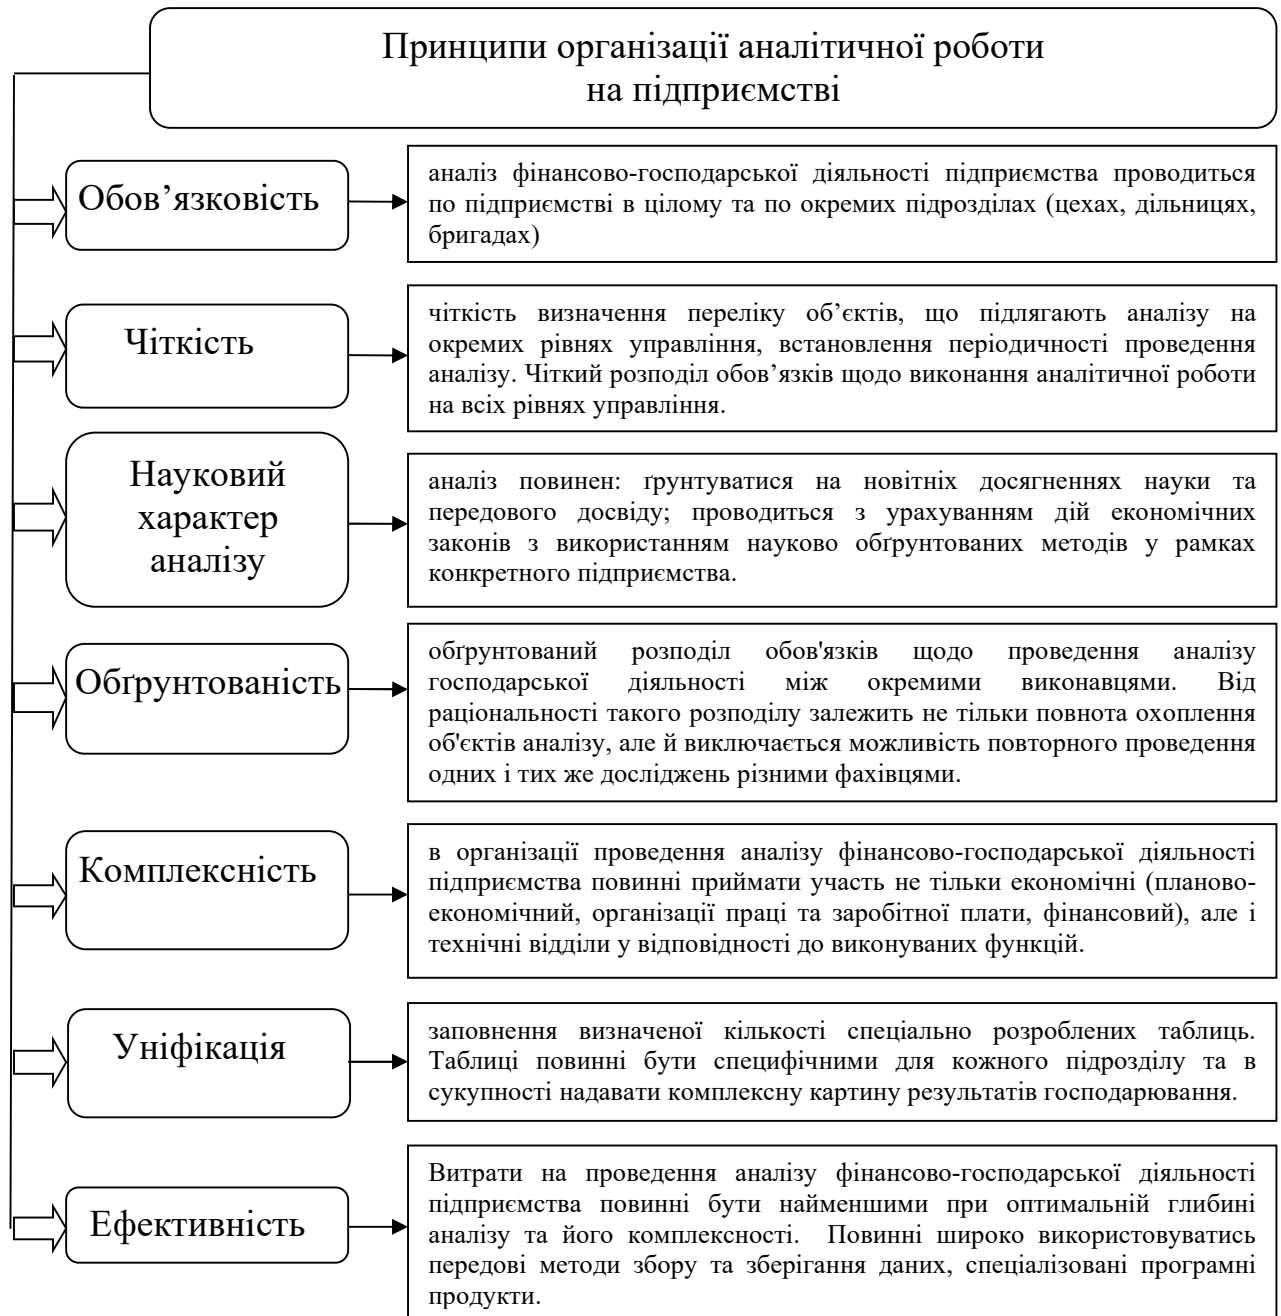 Принципи організації аналітичної роботи
на підприємстві
Обов’язковість
аналіз фінансово-господарської діяльності підприємства проводиться
по підприємстві в цілому та по окремих підрозділах (цехах, дільницях,
бригадах)
Чіткість
чіткість визначення переліку об’єктів, що підлягають аналізу на
окремих рівнях управління, встановлення періодичності проведення
аналізу. Чіткий розподіл обов’язків щодо виконання аналітичної роботи
на всіх рівнях управління.
Науковий
характер
аналізу
аналіз повинен: ґрунтуватися на новітніх досягненнях науки та
передового досвіду; проводиться з урахуванням дій економічних
законів з використанням науково обґрунтованих методів у рамках
конкретного підприємства.
Обґрунтованість
обґрунтований розподіл обов'язків щодо проведення аналізу
господарської діяльності між окремими виконавцями. Від
раціональності такого розподілу залежить не тільки повнота охоплення
об'єктів аналізу, але й виключається можливість повторного проведення
одних і тих же досліджень різними фахівцями.
Комплексність
в організації проведення аналізу фінансово-господарської діяльності
підприємства повинні приймати участь не тільки економічні (планово-
економічний, організації праці та заробітної плати, фінансовий), але і
технічні відділи у відповідності до виконуваних функцій.
Уніфікація
заповнення визначеної кількості спеціально розроблених таблиць.
Таблиці повинні бути специфічними для кожного підрозділу та в
сукупності надавати комплексну картину результатів господарювання.
Ефективність
Витрати на проведення аналізу фінансово-господарської діяльності
підприємства повинні бути найменшими при оптимальній глибині
аналізу та його комплексності. Повинні широко використовуватись
передові методи збору та зберігання даних, спеціалізовані програмні
продукти.